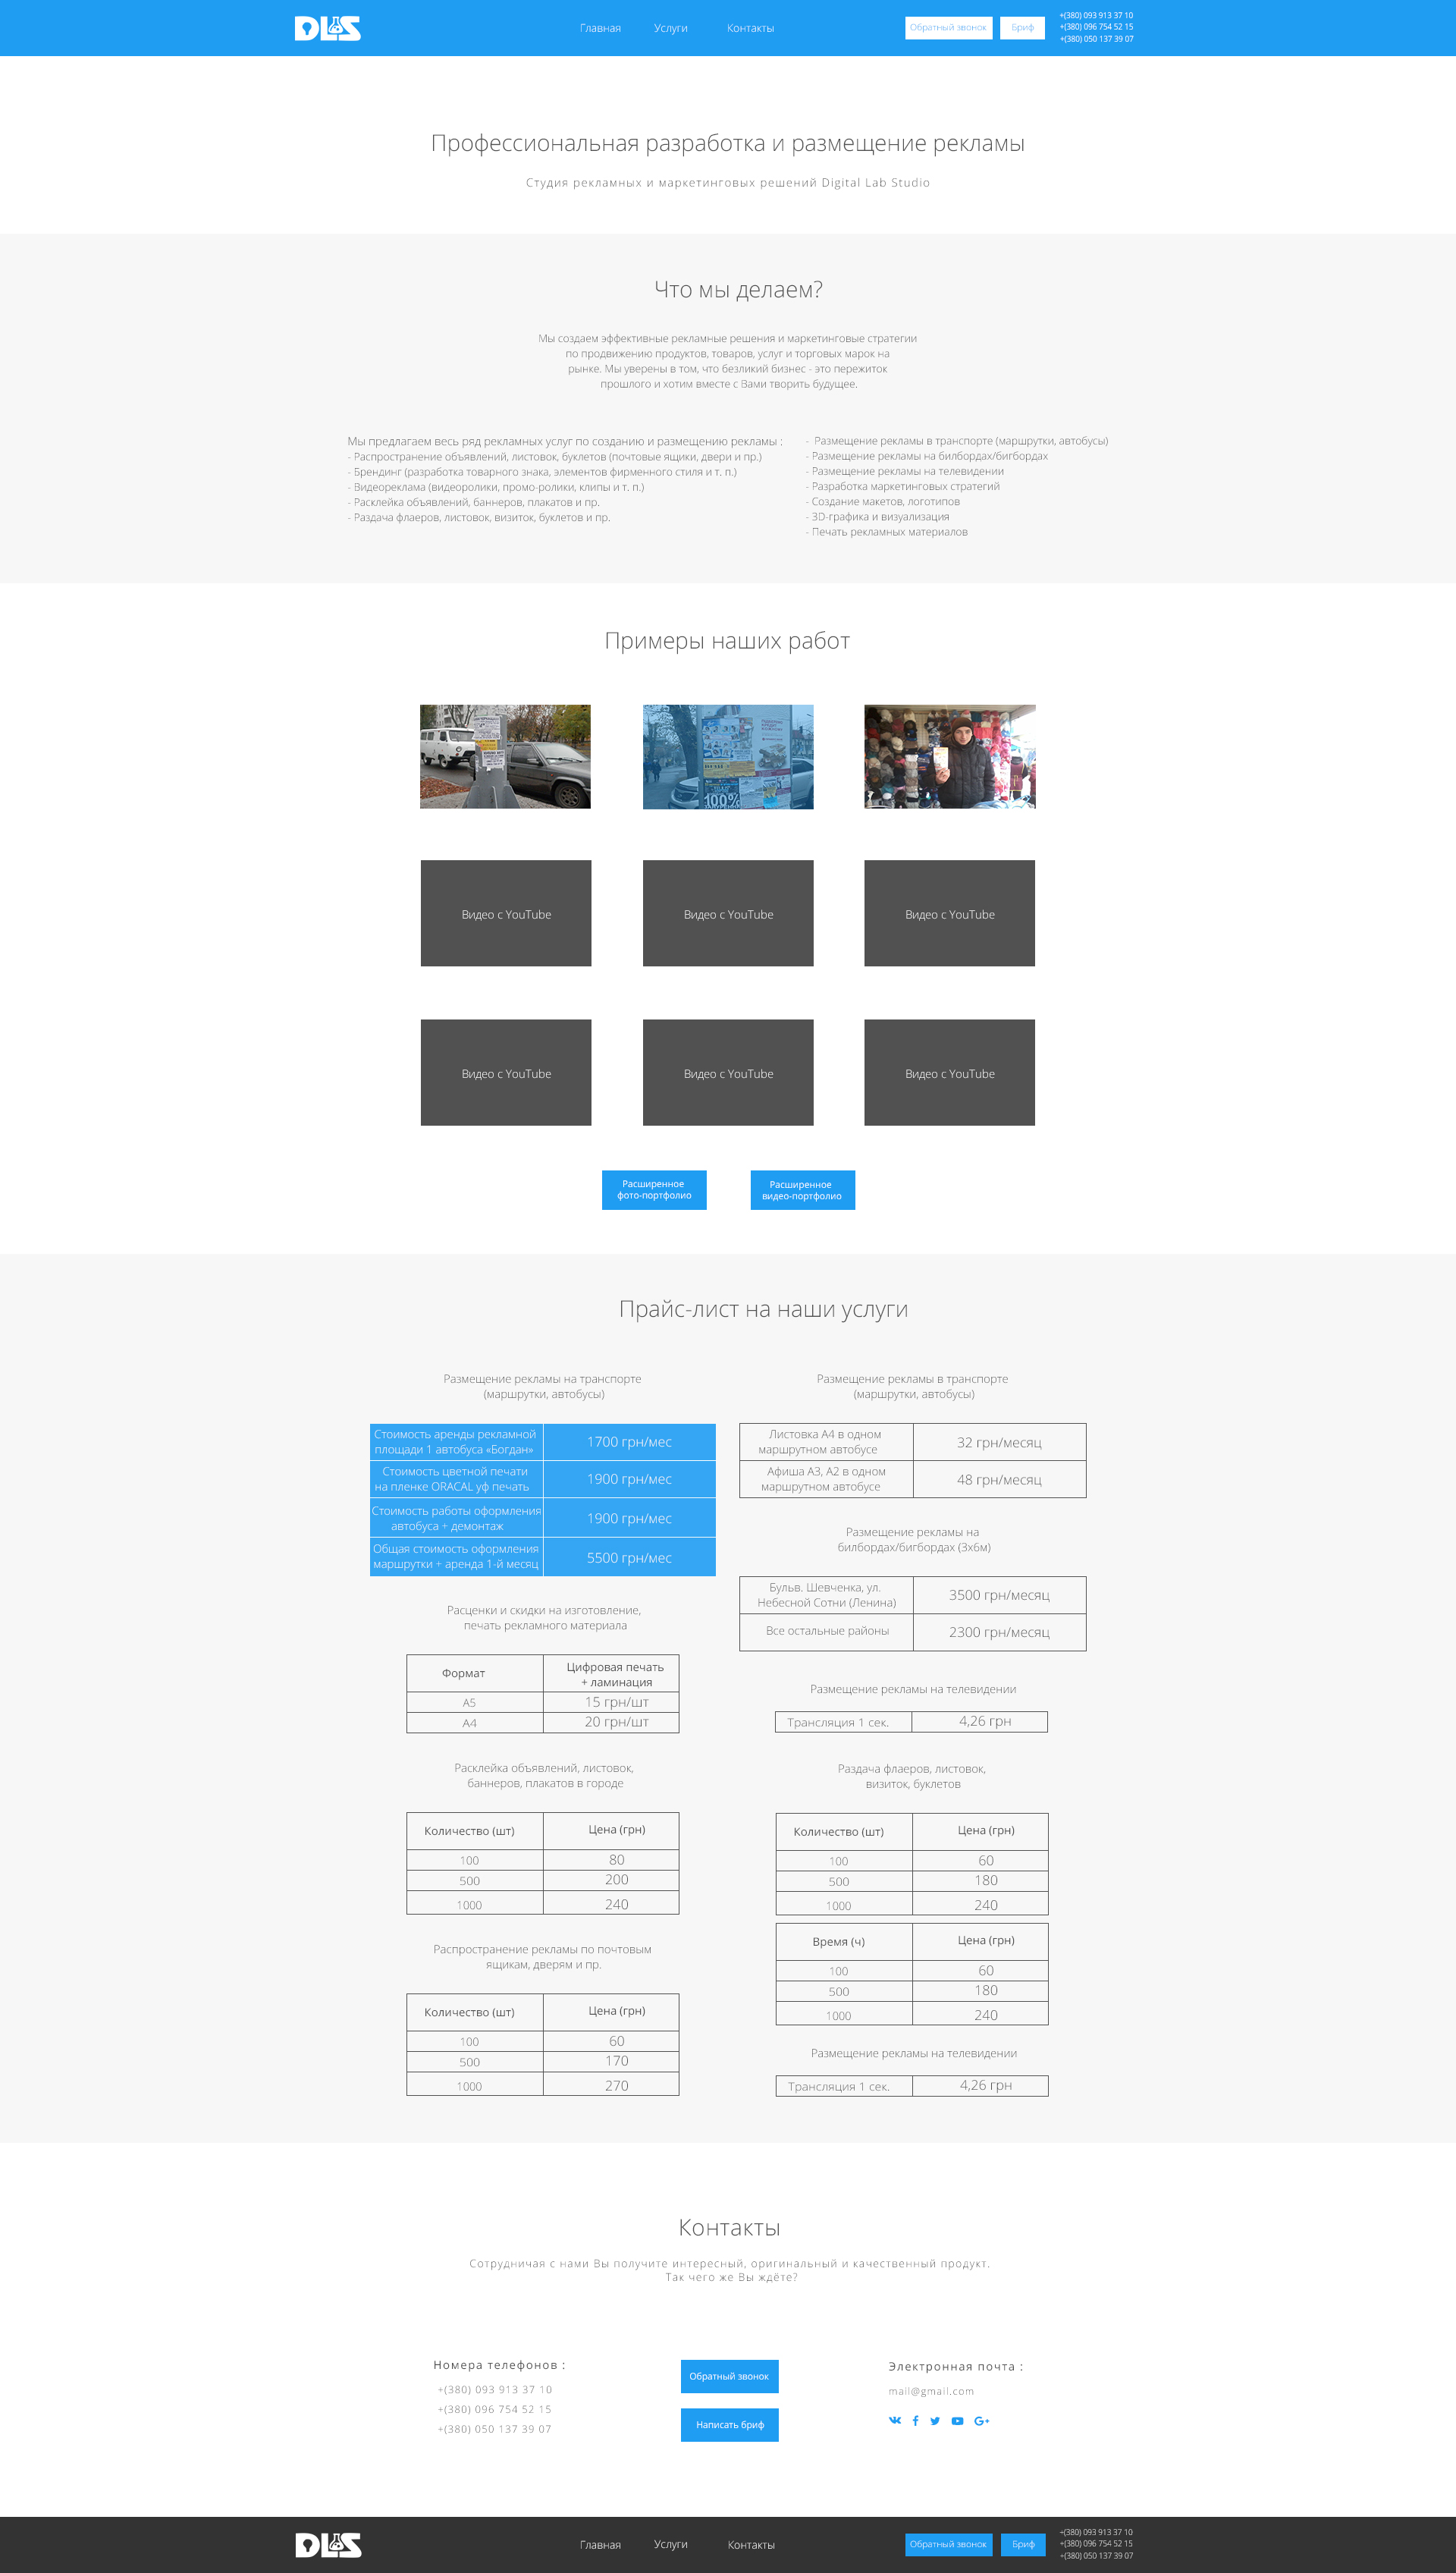 DLS
Главная
Услуги
Контакты
Обратный звонок
Бриф
+(380) 093 913 37 10
+(380) 096 754 52 15
+(380) 050 137 39 07
Профессиональная разработка и размещение рекламы
Студия рекламных и маркетинговых решений Digital Lab Studio
Что мы делаем?
Мы создаем эффективные рекламные решения и маркетинговые стратегии
по продвижению продуктов, товаров, услуг и торговых марок на
рынке. Мы уверены в том, что безликий бизнес - это пережиток
прошлого и хотим вместе с Вами творить будущее.
Мы предлагаем весь ряд рекламных услуг по созданию и размещению рекламы :
- Распространение объявлений, листовок, буклетов (почтовые ящики, двери и пр.)
- Брендинг (разработка товарного знака, элементов фирменного стиля и т. п.)
- Видеореклама (видеоролики, промо-ролики, клипы и т. п.)
- Расклейка объявлений, баннеров, плакатов и пр.
- Раздача флаеров, листовок, визиток, буклетов и пр.
- Размещение рекламы в транспорте (маршрутки, автобусы)
- Размещение рекламы на билбордах/бигбордах
- Размещение рекламы на телевидении
- Разработка маркетинговых стратегий
- Создание макетов, логотипов
- 3D-графика и визуализация
- Печать рекламных материалов
Примеры наших работ
100%
Видео с YouTube
Видео с YouTube
Видео с YouTube
Видео с YouTube
Видео с YouTube
Видео с YouTube
Расширенное
фото-портфолио
Расширенное
видео-портфолио
Прайс-лист на наши услуги
Размещение рекламы на транспорте
(маршрутки, автобусы)
Стоимость аренды рекламной
площади 1 автобуса «Богдан»
1700 грн/мес
Стоимость цветной печати
на пленке ORACAL уф печать
1900 грн/мес
Стоимость работы оформления
автобуса + демонтаж
1900 грн/мес
Общая стоимость оформления
маршрутки + аренда 1-й месяц
5500 грн/мес
Расценки и скидки на изготовление,
печать рекламного материала
Формат
Цифровая печать
+ ламинация
А5
15 грн/шт
А4
20 грн/шт
Расклейка объявлений, листовок,
баннеров, плакатов в городе
Количество (шт)
Цена (грн)
100
80
500
200
1000
240
Распространение рекламы по почтовым
ящикам, дверям и пр.
Количество (шт)
Цена (грн)
100
60
500
170
1000
270
Размещение рекламы в транспорте
(маршрутки, автобусы)
Листовка А4 в одном
маршрутном автобусе
32 грн/месяц
Афиша А3, А2 в одном
маршрутном автобусе
48 грн/месяц
Размещение рекламы на
билбордах/бигбордах (3х6м)
Бульв. Шевченка, ул.
Небесной Сотни (Ленина)
3500 грн/месяц
Все остальные районы
2300 грн/месяц
Размещение рекламы на телевидении
Трансляция 1 сек.
4,26 грн
Раздача флаеров, листовок,
визиток, буклетов
Количество (шт)
Цена (грн)
100
60
500
180
1000
240
Время (ч)
Цена (грн)
100
60
500
180
1000
240
Размещение рекламы на телевидении
Трансляция 1 сек.
4,26 грн
Контакты
Сотрудничая с нами Вы получите интересный, оригинальный и качественный продукт.
Так чего же Вы ждёте?
Номера телефонов :
+(380) 093 913 37 10
+(380) 096 754 52 15
+(380) 050 137 39 07
Обратный звонок
Написать бриф
Электронная почта :
mail@gmail.com
DLS
Главная
Услуги
Контакты
Обратный звонок
Бриф
+(380) 093 913 37 10
+(380) 096 754 52 15
+(380) 050 137 39 07